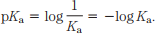 pKa = log 1/Ka = −log Ka.